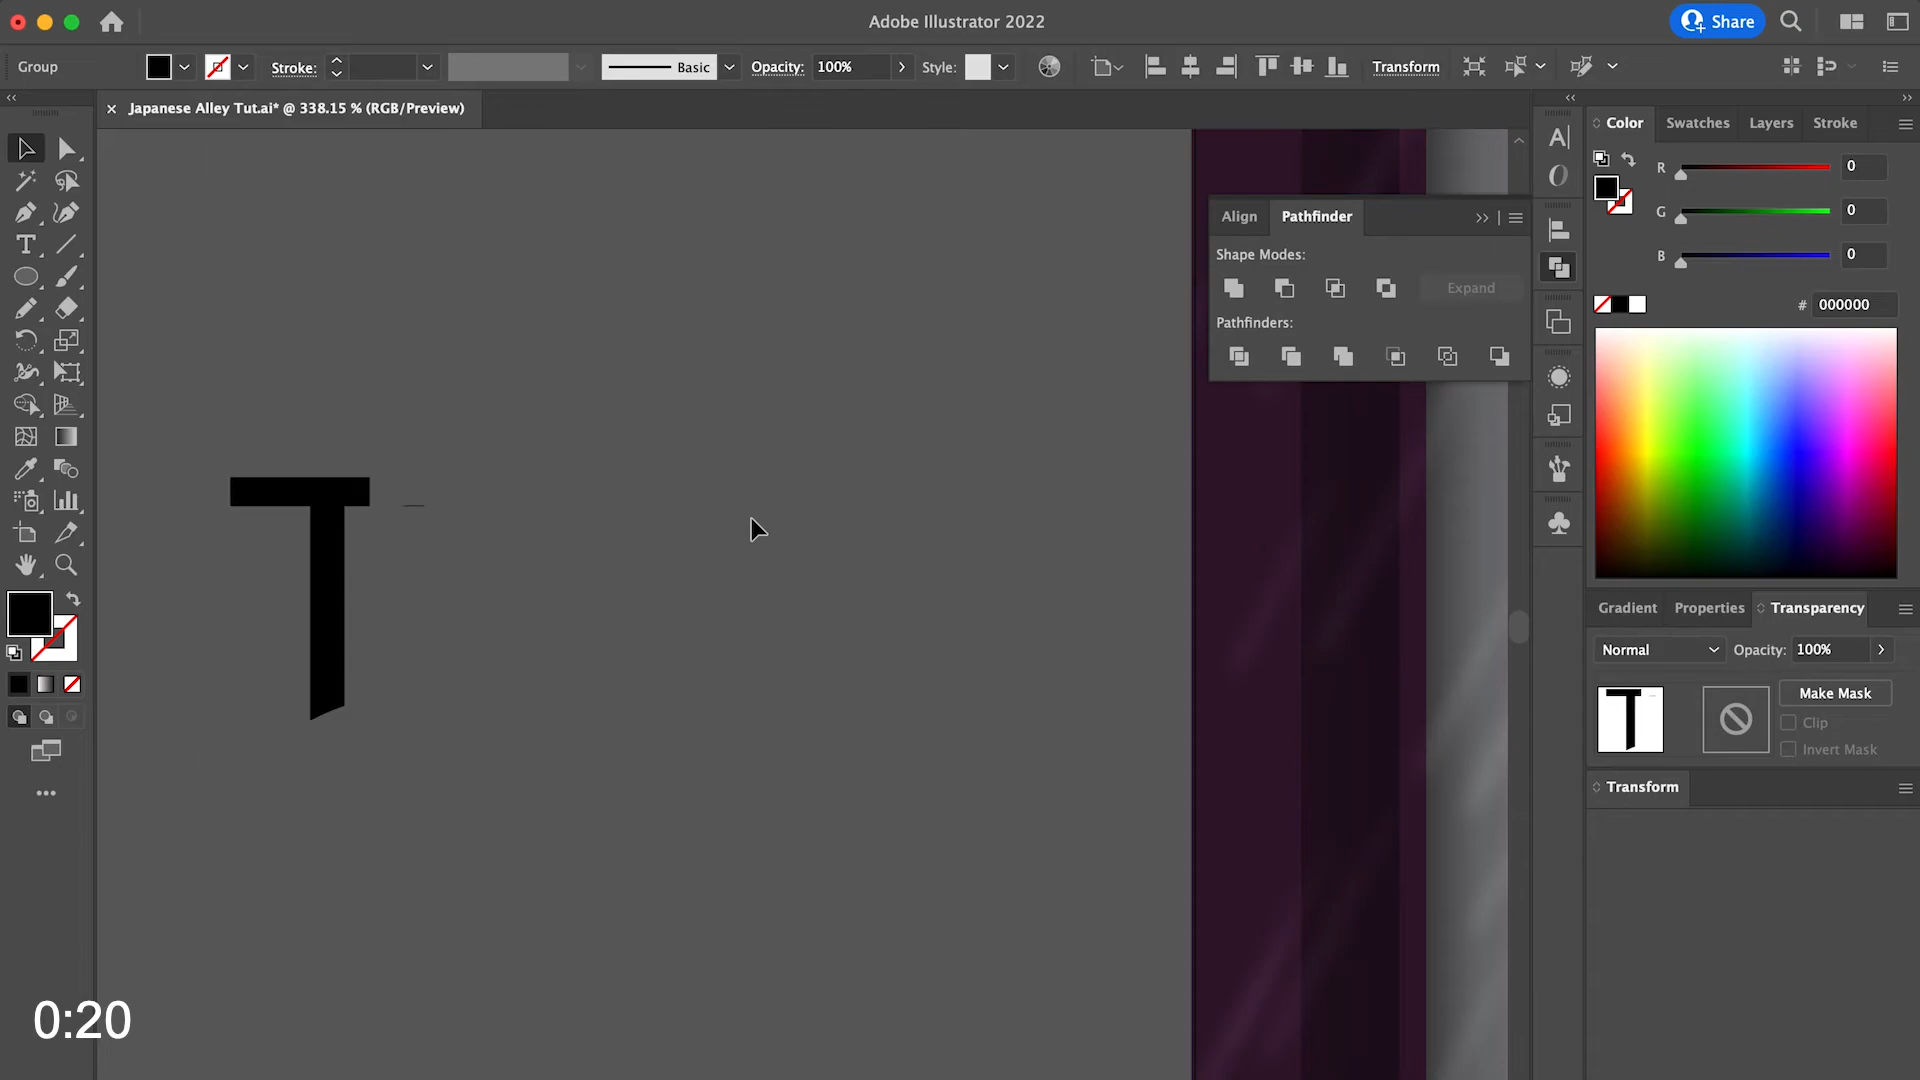 Adobe Illustrator 2022
Share
Group
Stroke:
Basic
Opacity:
100%
Style:
Transform
Japanese Alley Tut.ai* @ 338.15 % (RGB/Preview)
Color
Swatches
Layers
Stroke
R
0
G
0
B
0
# 000000
Align
Pathfinder
Shape Modes:
Expand
Pathfinders:
T
Gradient
Properties
Transparency
Normal
Opacity:
100%
Make Mask
Clip
Invert Mask
Transform
0:20